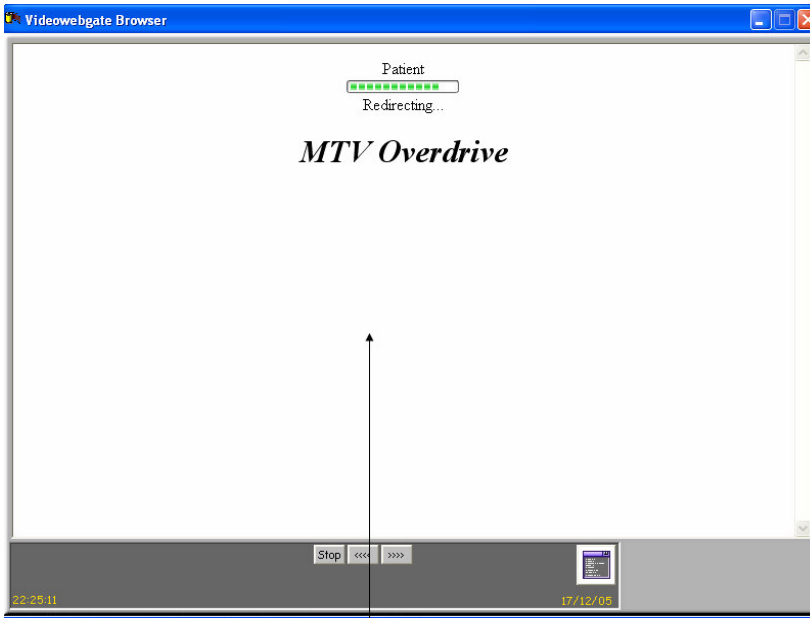 Videowebgate Browser
Patient
Redirecting...
MTV Overdrive
Stop <<<< >>>>
22:25:11 17/12/05